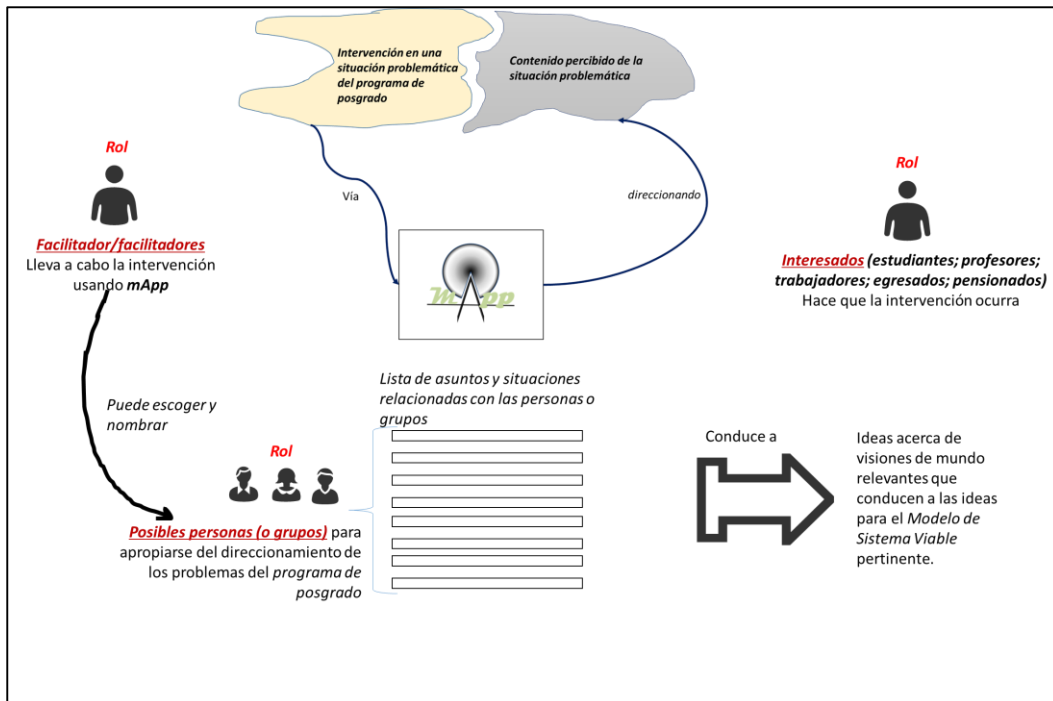 Intervención en una
situación problemática
del programa de
posgrado
Contenido percibido de la
situación problemática
Rol
Facilitador/facilitadores
Lleva a cabo la intervención
usando mApp
Vía
direccionando
mApp
Rol
Interesados (estudiantes; profesores;
trabajadores; egresados; pensionados)
Hace que la intervención ocurra
Puede escoger y
nombrar
Rol
Posibles personas (o grupos) para
apropiarse del direccionamiento de
los problemas del programa de
posgrado
Lista de asuntos y situaciones
relacionadas con las personas o
grupos
Conduce a
Ideas acerca de
visiones de mundo
relevantes que
conducen a las ideas
para el Modelo de
Sistema Viable
pertinente.